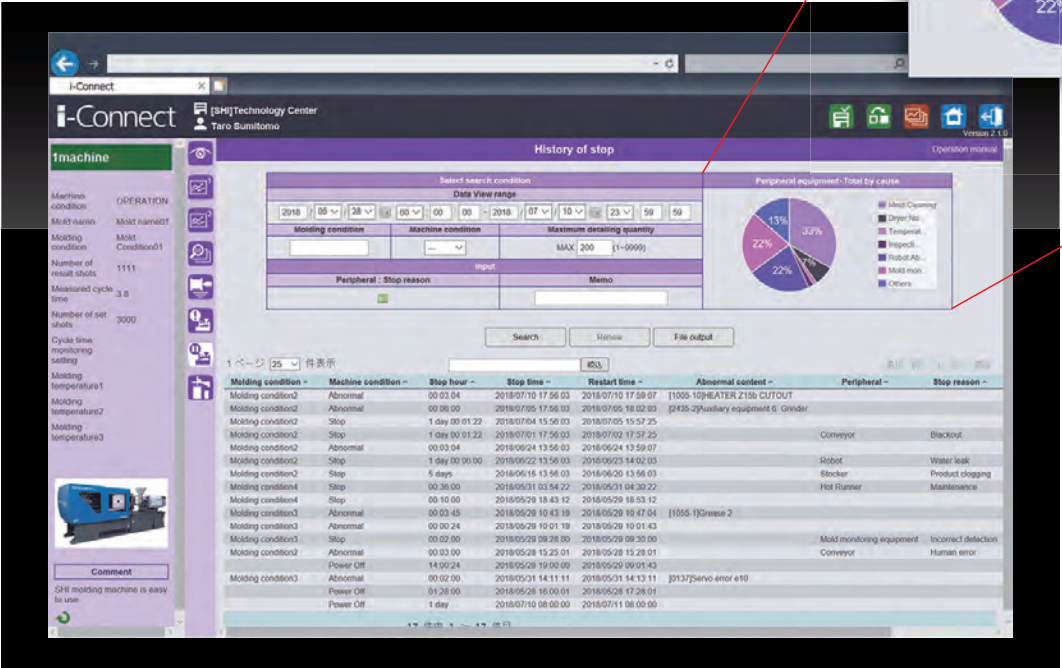 22%
i-Connect
i-Connect
[SHI]Technology Center
Taro Sumitomo
Version 2.1.0
1machine
History of stop
Operation manual
Machine condition OPERATION
Mold name Mold name01
Molding condition Mold Condition01
Number of result shots 1111
Measured cycle time 3.8
Number of set shots 3000
Cycle time monitoring setting
Molding temperature1
Molding temperature2
Molding temperature3
Comment
SHI molding machine is easy to use
Select search condition
Data View range
2018 / 05 / 28 00 : 00 : 00 - 2018 / 07 / 10 23 : 59 : 59
Molding condition Machine condition Maximum detailing quantity
--- MAX 200 (1~9999)
Input
Peripheral : Stop reason Memo
Peripheral equipment-Total by cause
13%
33%
22%
22%
7%
Mold Cleaning
Dryer No...
Temperat...
Inspecti...
Robot Ab...
Mold mon...
Others
Search Renew File output
1 ページ 25 件表示
絞込
Molding condition Machine condition Stop hour Stop time Restart time Abnormal content Peripheral Stop reason
Molding condition2 Abnormal 00:03:04 2018/07/10 17:56:03 2018/07/10 17:59:07 [1005-10]HEATER Z15b CUTOUT
Molding condition2 Abnormal 00:06:00 2018/07/05 17:56:03 2018/07/05 18:02:03 [2435-2]Auxiliary equipment 6: Grinder
Molding condition2 Stop 1 day 00:01:22 2018/07/04 15:56:03 2018/07/05 15:57:25
Molding condition2 Stop 1 day 00:01:22 2018/07/01 17:56:03 2018/07/02 17:57:25 Conveyor Blackout
Molding condition2 Abnormal 00:03:04 2018/06/24 13:56:03 2018/06/24 13:59:07
Molding condition2 Stop 1 day 00:06:00 2018/06/22 13:56:03 2018/06/23 14:02:03 Robot Water leak
Molding condition2 Stop 5 days 2018/06/15 13:56:03 2018/06/20 13:56:03 Stocker Product clogging
Molding condition4 Stop 00:36:00 2018/05/31 03:54:22 2018/05/31 04:30:22 Hot Runner Maintenance
Molding condition4 Stop 00:10:00 2018/05/29 18:43:12 2018/05/29 18:53:12
Molding condition3 Abnormal 00:03:45 2018/05/29 10:43:19 2018/05/29 10:47:04 [1055-1]Grease 2
Molding condition3 Abnormal 00:00:24 2018/05/29 10:01:19 2018/05/29 10:01:43
Molding condition3 Stop 00:02:00 2018/05/29 09:28:00 2018/05/29 09:30:00 Mold monitoring equipment Incorrect detection
Molding condition2 Abnormal 00:03:00 2018/05/28 15:25:01 2018/05/28 15:28:01 Conveyor Human error
Power Off 14:00:24 2018/05/28 19:00:00 2018/05/29 09:01:43
Molding condition3 Abnormal 00:02:00 2018/05/31 14:11:11 2018/05/31 14:13:11 [0137]Servo error e10
Power Off 01:28:00 2018/05/28 16:00:01 2018/05/28 17:28:01
Power Off 1 day 2018/07/10 08:00:00 2018/07/11 08:00:00
17 件中 1 ～ 17 件目